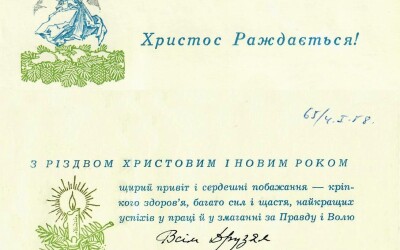 Христос Раждається!
65/4.I.58.
З РІЗДВОМ ХРИСТОВИМ І НОВИМ РОКОМ
щирий привіт і сердешні побажання — кріп-
кого здоров'я, багато сил і щастя, найкращих
успіхів у праці й у змаганні за Правду і Волю
Всім Друзям